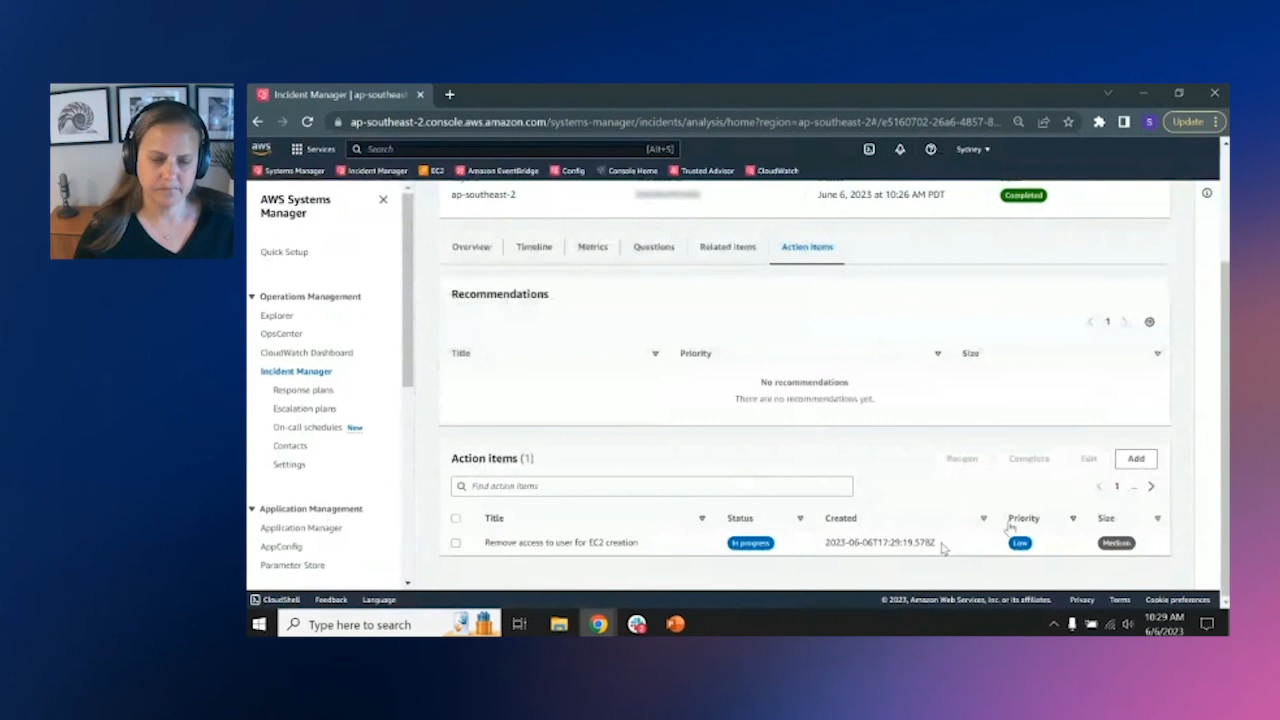 Incident Manager | ap-southeast
ap-southeast-2.console.aws.amazon.com/systems-manager/incidents/analysis/home?region=ap-southeast-2#/e5160702-26a6-4857-8...
S
Update
aws
Services
Search
[Alt+S]
Sydney
Systems Manager
Incident Manager
EC2
Amazon EventBridge
Config
Console Home
Trusted Advisor
CloudWatch
AWS Systems
Manager
Quick Setup
Operations Management
Explorer
OpsCenter
CloudWatch Dashboard
Incident Manager
Response plans
Escalation plans
On-call schedules New
Contacts
Settings
Application Management
Application Manager
AppConfig
Parameter Store
ap-southeast-2
June 6, 2023 at 10:26 AM PDT
Completed
Overview
Timeline
Metrics
Questions
Related items
Action items
Recommendations
1
Title
Priority
Size
No recommendations
There are no recommendations yet.
Action items (1)
Reopen
Complete
Edit
Add
Find action items
1 ...
Title
Status
Created
Priority
Size
Remove access to user for EC2 creation
In progress
2023-06-06T17:29:19.578Z
Low
Medium
CloudShell
Feedback
Language
© 2023, Amazon Web Services, Inc. or its affiliates.
Privacy
Terms
Cookie preferences
Type here to search
10:29 AM
6/6/2023